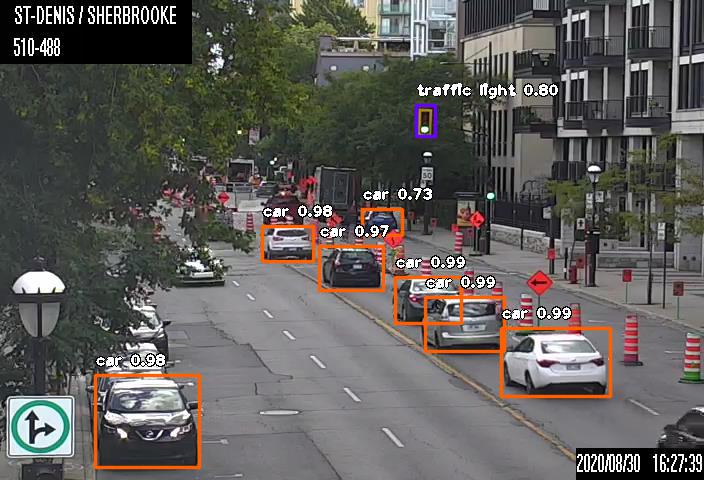 ST-DENIS / SHERBROOKE
510-488
traffic light 0.80
car 0.73
car 0.98
car 0.97
car 0.99
car 0.99
car 0.99
car 0.98
50
2020/08/30 16:27:39